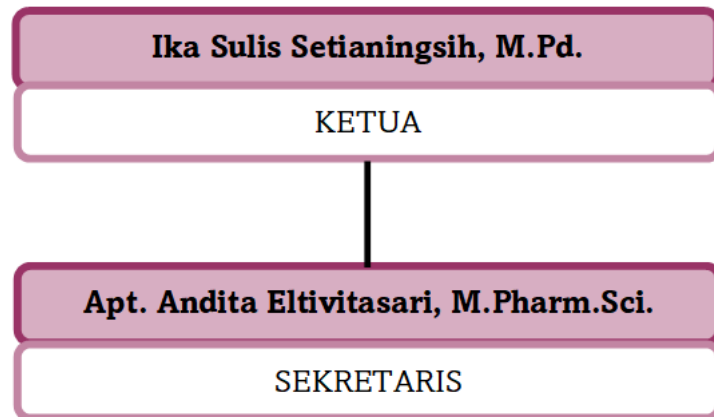 Ika Sulis Setianingsih, M.Pd.
KETUA
Apt. Andita Eltivitasari, M.Pharm.Sci.
SEKRETARIS